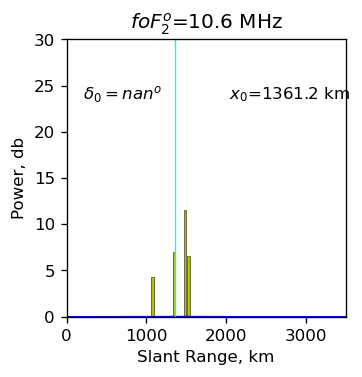 foF₂ᵒ=10.6 MHz
30
25
20
15
10
5
0
Power, db
δ₀ = nanᵒ
x₀=1361.2 km
0 1000 2000 3000
Slant Range, km